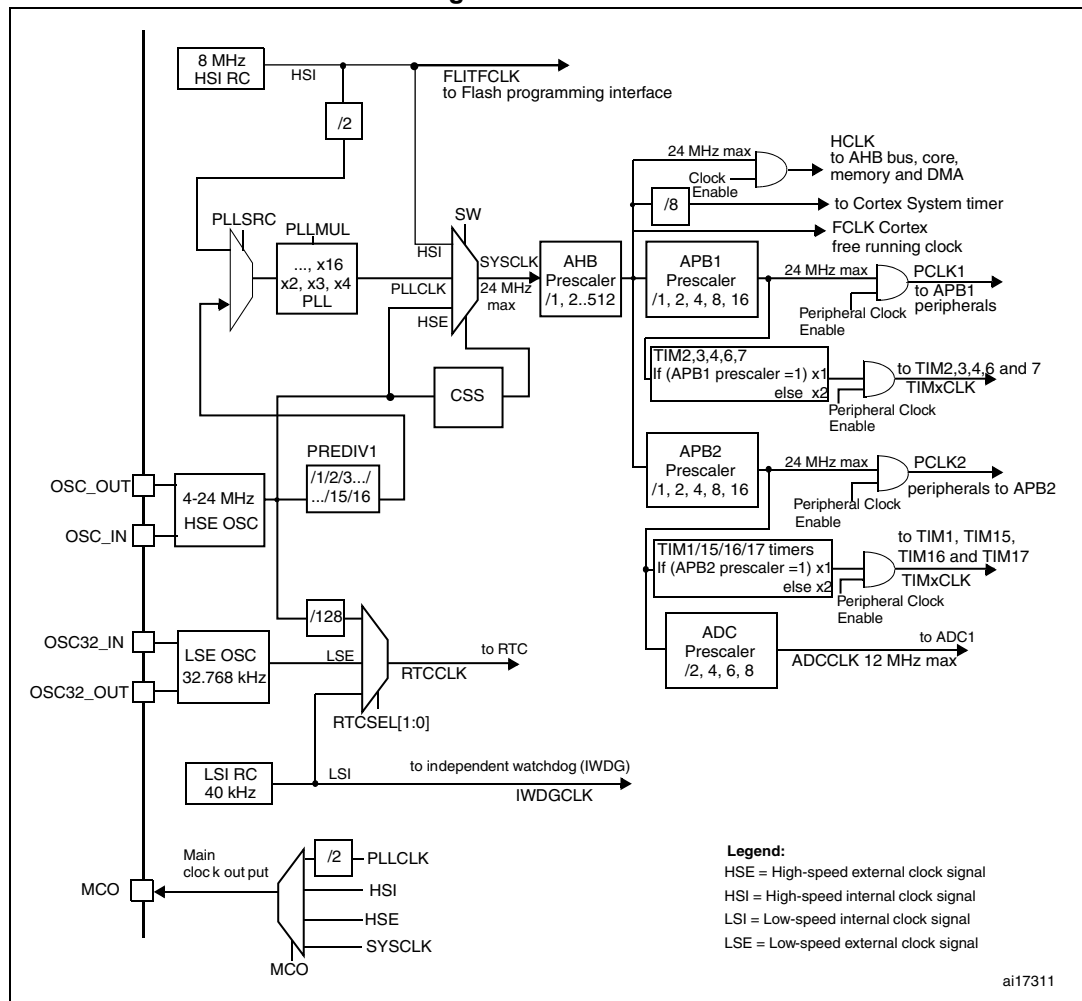 8 MHz
HSI RC
HSI
FLITFCLK
to Flash programming interface
/2
HCLK
to AHB bus, core,
memory and DMA
24 MHz max
Clock
Enable
/8
to Cortex System timer
FCLK Cortex
free running clock
PLLSRC
PLLMUL
..., x16
x2, x3, x4
PLL
SW
HSI
PLLCLK
HSE
SYSCLK
24 MHz
max
AHB
Prescaler
/1, 2..512
APB1
Prescaler
/1, 2, 4, 8, 16
24 MHz max
PCLK1
to APB1
peripherals
Peripheral Clock
Enable
TIM2,3,4,6,7
If (APB1 prescaler =1) x1
else x2
to TIM2,3,4,6 and 7
TIMxCLK
Peripheral Clock
Enable
CSS
PREDIV1
/1/2/3.../
.../15/16
OSC_OUT
OSC_IN
4-24 MHz
HSE OSC
APB2
Prescaler
/1, 2, 4, 8, 16
24 MHz max
PCLK2
peripherals to APB2
Peripheral Clock
Enable
TIM1/15/16/17 timers
If (APB2 prescaler =1) x1
else x2
to TIM1, TIM15,
TIM16 and TIM17
TIMxCLK
Peripheral Clock
Enable
/128
OSC32_IN
OSC32_OUT
LSE OSC
32.768 kHz
LSE
to RTC
RTCCLK
RTCSEL[1:0]
ADC
Prescaler
/2, 4, 6, 8
to ADC1
ADCCLK 12 MHz max
LSI RC
40 kHz
LSI
to independent watchdog (IWDG)
IWDGCLK
MCO
Main
clock output
/2
PLLCLK
HSI
HSE
SYSCLK
MCO
Legend:
HSE = High-speed external clock signal
HSI = High-speed internal clock signal
LSI = Low-speed internal clock signal
LSE = Low-speed external clock signal
ai17311